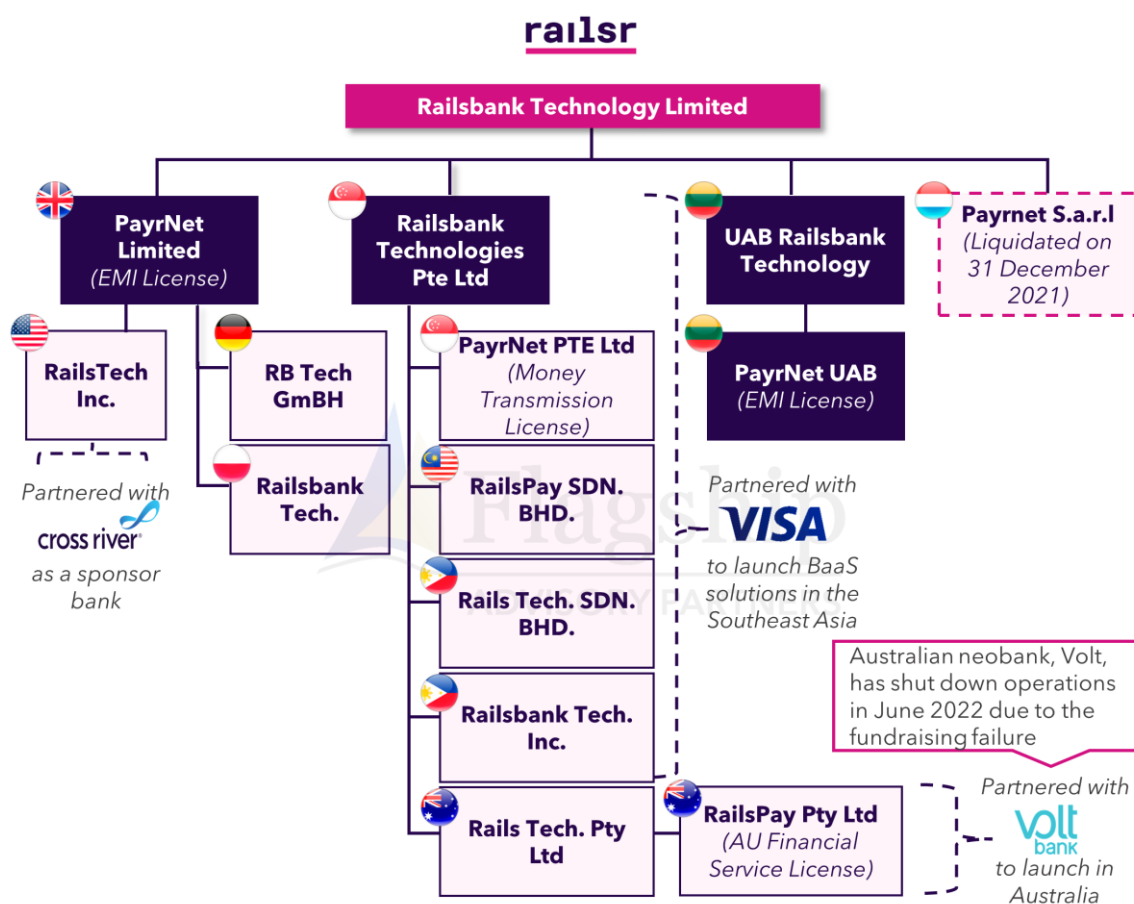 raılsr
Railsbank Technology Limited
PayrNet
Limited
(EMI License)
Railsbank
Technologies
Pte Ltd
UAB Railsbank
Technology
Payrnet S.a.r.l
(Liquidated on
31 December
2021)
RailsTech
Inc.
RB Tech
GmBH
PayrNet PTE Ltd
(Money
Transmission
License)
PayrNet UAB
(EMI License)
Partnered with
cross river
as a sponsor
bank
Railsbank
Tech.
RailsPay SDN.
BHD.
Partnered with
VISA
to launch BaaS
solutions in the
Southeast Asia
Flagship
ADVISORY PARTNERS
Rails Tech. SDN.
BHD.
Railsbank Tech.
Inc.
Australian neobank, Volt,
has shut down operations
in June 2022 due to the
fundraising failure
Rails Tech. Pty
Ltd
RailsPay Pty Ltd
(AU Financial
Service License)
Partnered with
volt
bank
to launch in
Australia